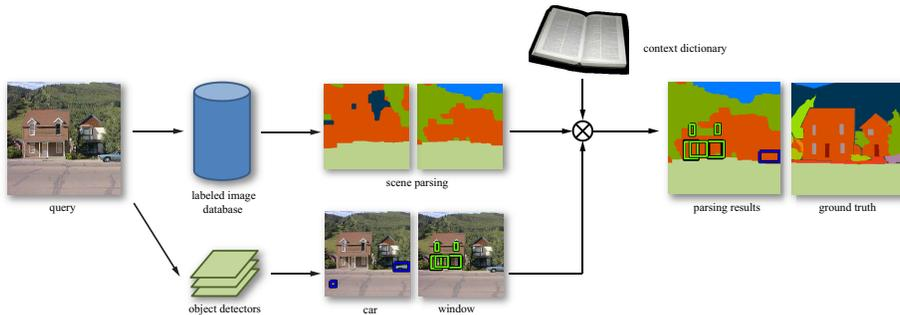 context dictionary
query
labeled image
database
scene parsing
parsing results
ground truth
object detectors
car
window